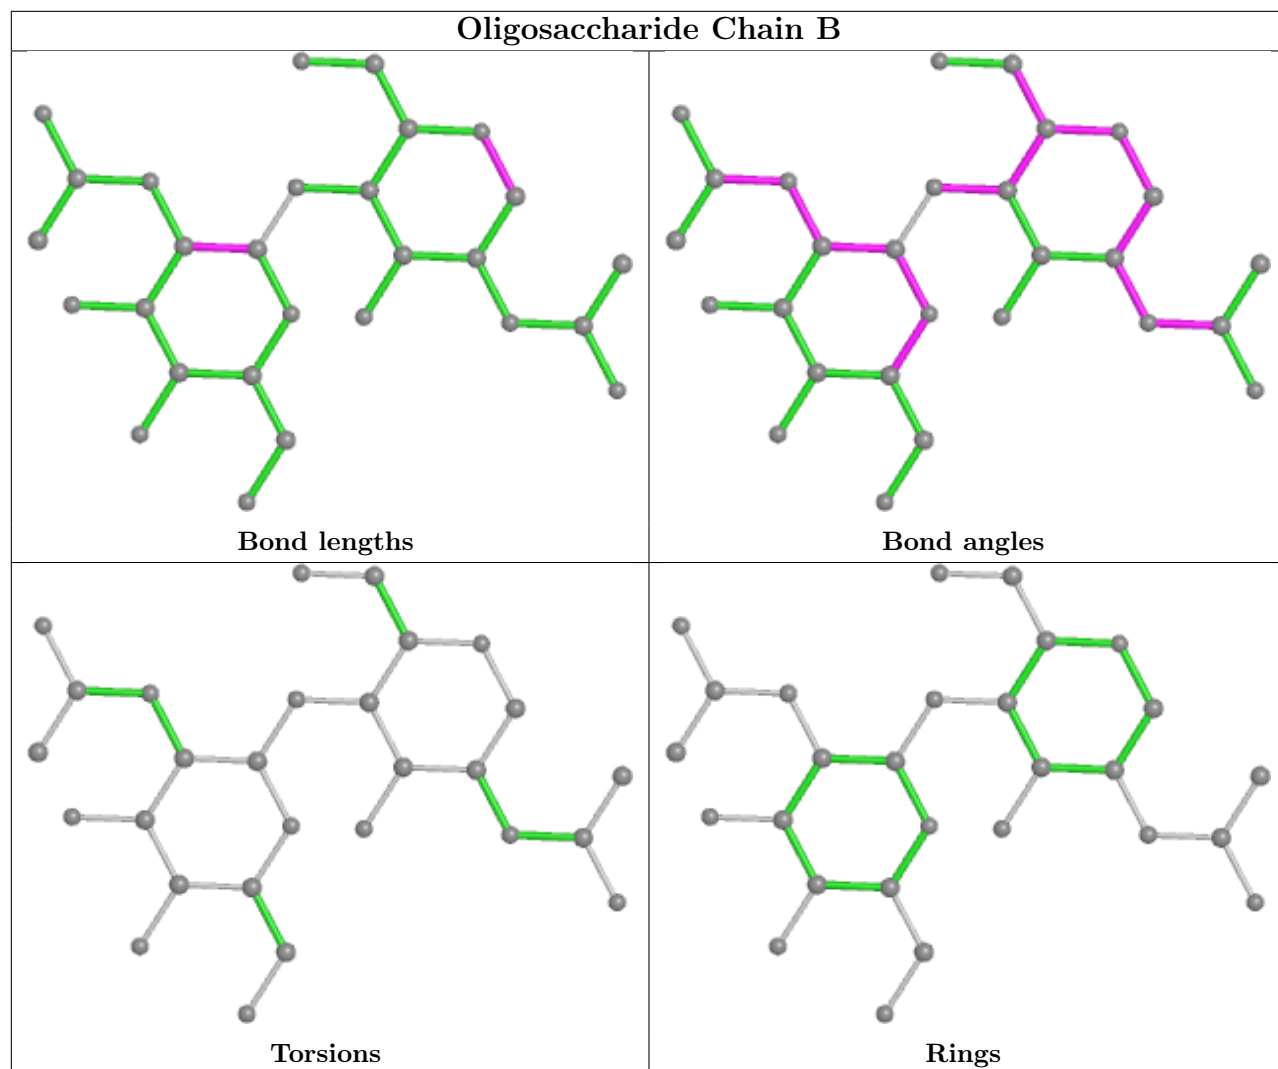 Oligosaccharide Chain B
Bond lengths
Bond angles
Torsions
Rings